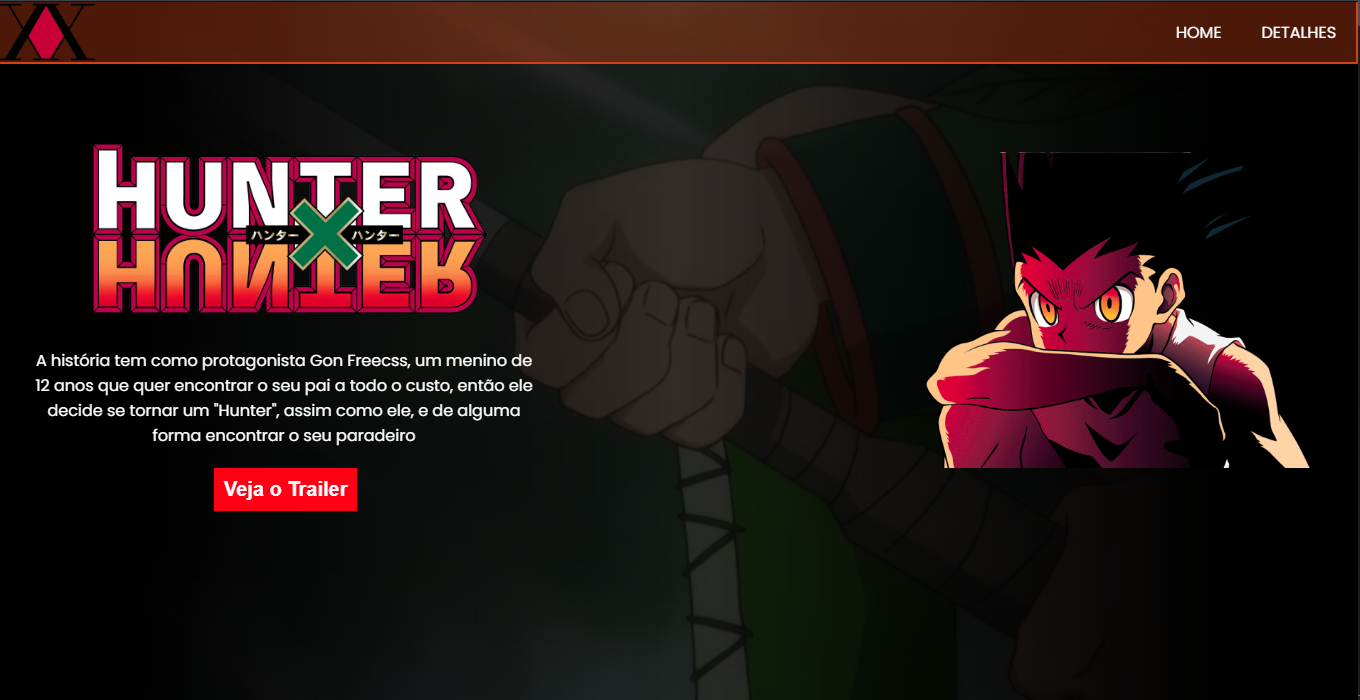 HOME DETALHES
HUNTER
ハンター × ハンター
HUNTER
A história tem como protagonista Gon Freecss, um menino de
12 anos que quer encontrar o seu pai a todo o custo, então ele
decide se tornar um "Hunter", assim como ele, e de alguma
forma encontrar o seu paradeiro
Veja o Trailer